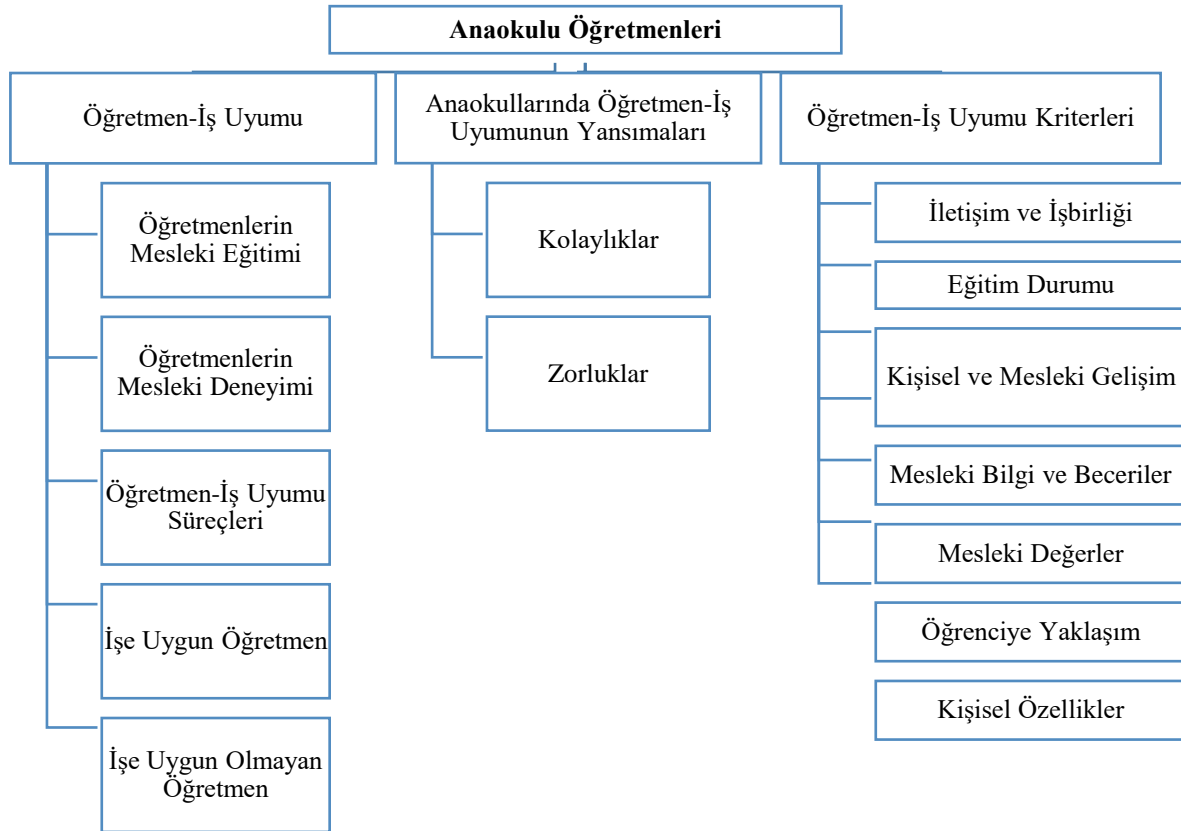 Anaokulu Öğretmenleri
Öğretmen-İş Uyumu
Öğretmenlerin
Mesleki Eğitimi
Öğretmenlerin
Mesleki Deneyimi
Öğretmen-İş Uyumu
Süreçleri
İşe Uygun Öğretmen
İşe Uygun Olmayan
Öğretmen
Anaokullarında Öğretmen-İş
Uyumunun Yansımaları
Kolaylıklar
Zorluklar
Öğretmen-İş Uyumu Kriterleri
İletişim ve İşbirliği
Eğitim Durumu
Kişisel ve Mesleki Gelişim
Mesleki Bilgi ve Beceriler
Mesleki Değerler
Öğrenciye Yaklaşım
Kişisel Özellikler